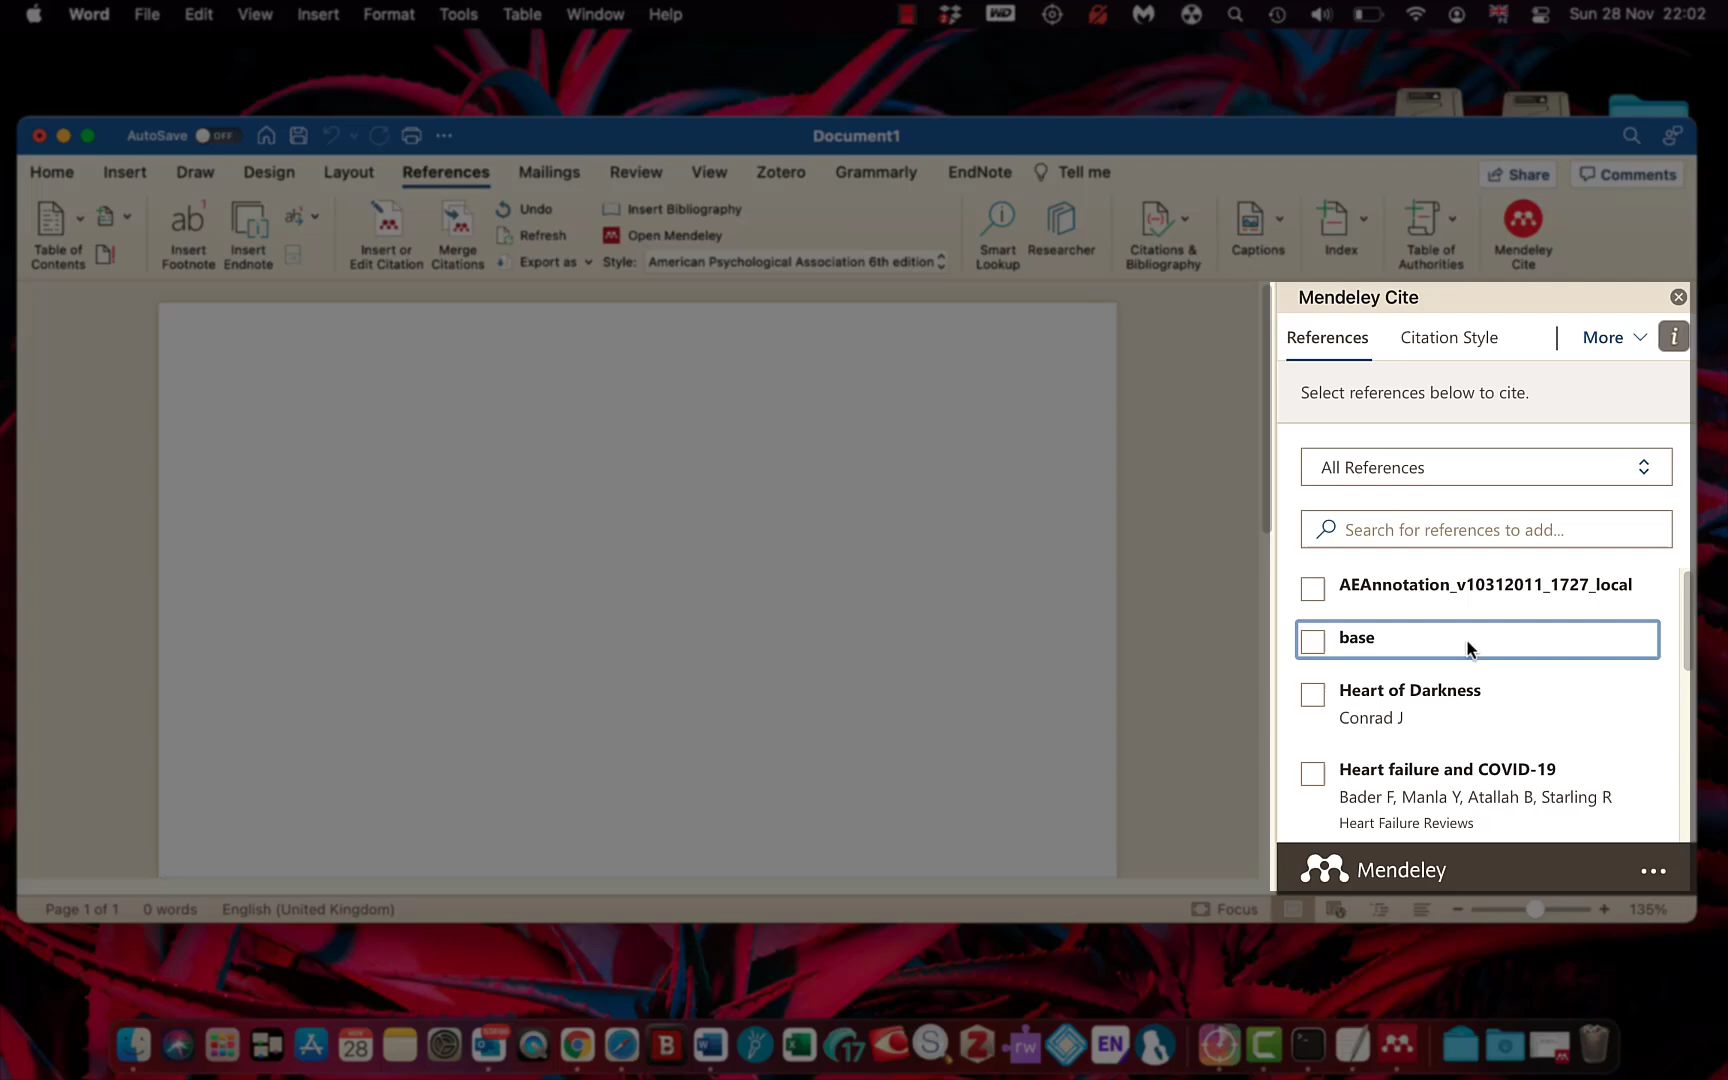 Word File Edit View Insert Format Tools Table Window Help Sun 28 Nov 22:02
AutoSave OFF Document1
Home Insert Draw Design Layout References Mailings Review View Zotero Grammarly EndNote Tell me Share Comments
Table of Contents
Insert Footnote
Insert Endnote
Insert or Edit Citation
Merge Citations
Undo
Refresh
Export as
Insert Bibliography
Open Mendeley
Style: American Psychological Association 6th edition
Smart Lookup
Researcher
Citations & Bibliography
Captions
Index
Table of Authorities
Mendeley Cite
Mendeley Cite
References Citation Style More
Select references below to cite.
All References
Search for references to add...
AEAnnotation_v10312011_1727_local
base
Heart of Darkness
Conrad J
Heart failure and COVID-19
Bader F, Manla Y, Atallah B, Starling R
Heart Failure Reviews
Mendeley
Page 1 of 1 0 words English (United Kingdom) Focus 135%
28
17
EN